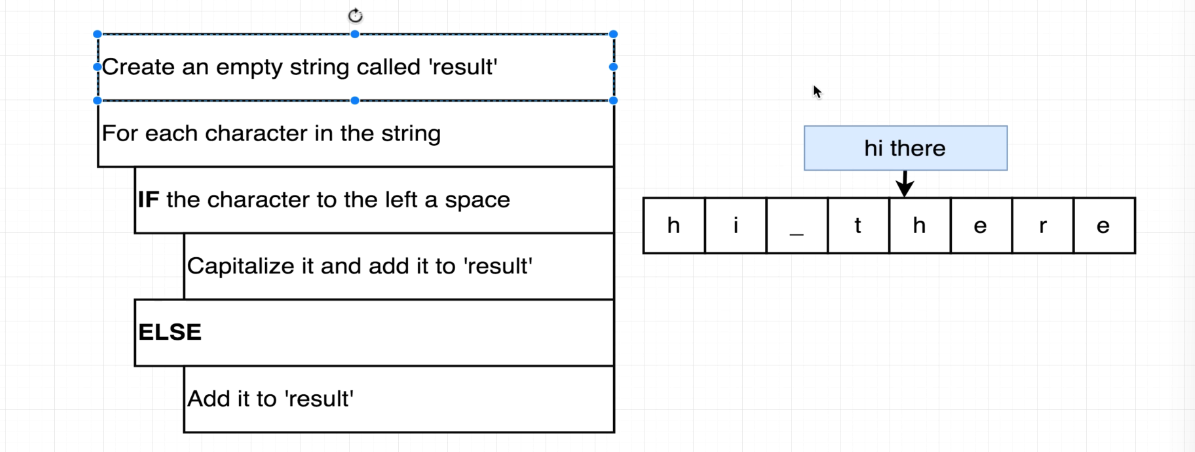 Create an empty string called 'result'
For each character in the string
IF the character to the left a space
Capitalize it and add it to 'result'
ELSE
Add it to 'result'
hi there
h i _ t h e r e